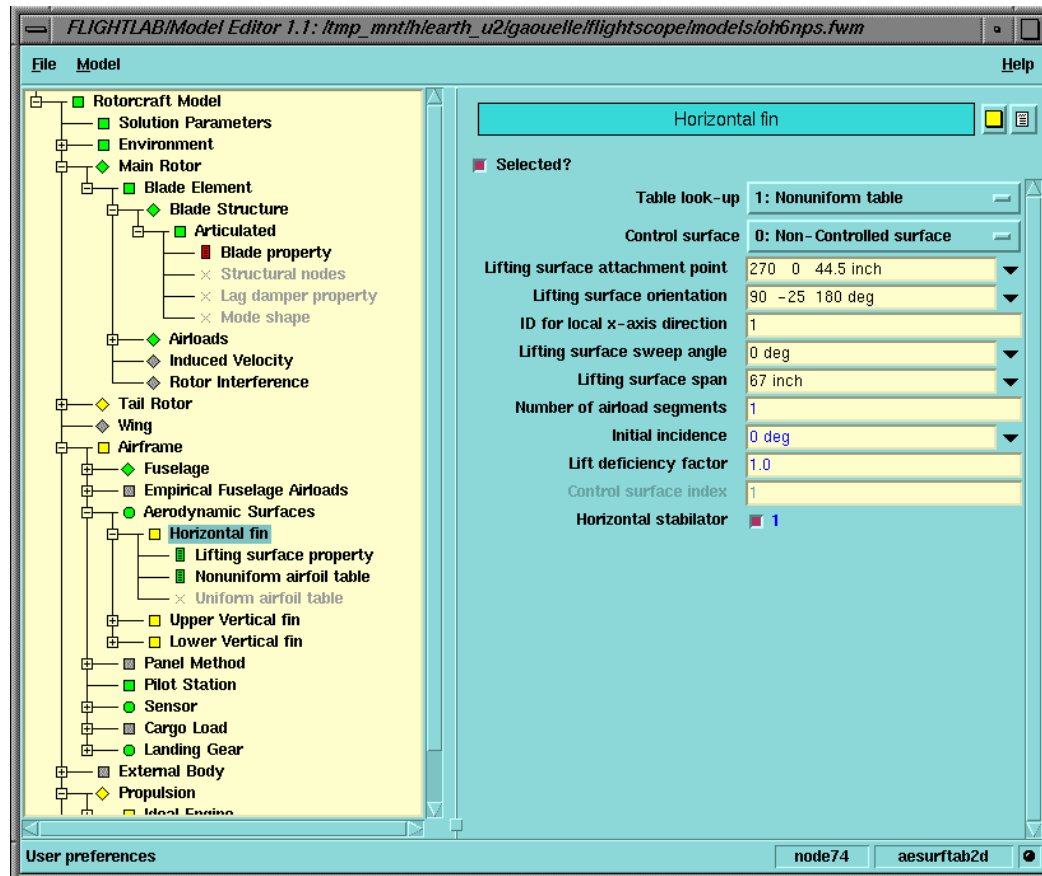 FLIGHTLAB/Model Editor 1.1: /tmp_mnt/h/earth_u2/gaouelle/flightscope/models/oh6nps.fwm
File Model Help
Rotorcraft Model
Solution Parameters
Environment
Main Rotor
Blade Element
Blade Structure
Articulated
Blade property
Structural nodes
Lag damper property
Mode shape
Airloads
Induced Velocity
Rotor Interference
Tail Rotor
Wing
Airframe
Fuselage
Empirical Fuselage Airloads
Aerodynamic Surfaces
Horizontal fin
Lifting surface property
Nonuniform airfoil table
Uniform airfoil table
Upper Vertical fin
Lower Vertical fin
Panel Method
Pilot Station
Sensor
Cargo Load
Landing Gear
External Body
Propulsion
Ideal Engine
Horizontal fin
Selected?
Table look-up 1: Nonuniform table
Control surface 0: Non-Controlled surface
Lifting surface attachment point 270 0 44.5 inch
Lifting surface orientation 90 -25 180 deg
ID for local x-axis direction 1
Lifting surface sweep angle 0 deg
Lifting surface span 67 inch
Number of airload segments 1
Initial incidence 0 deg
Lift deficiency factor 1.0
Control surface index 1
Horizontal stabilator 1
User preferences node74 aesurftab2d